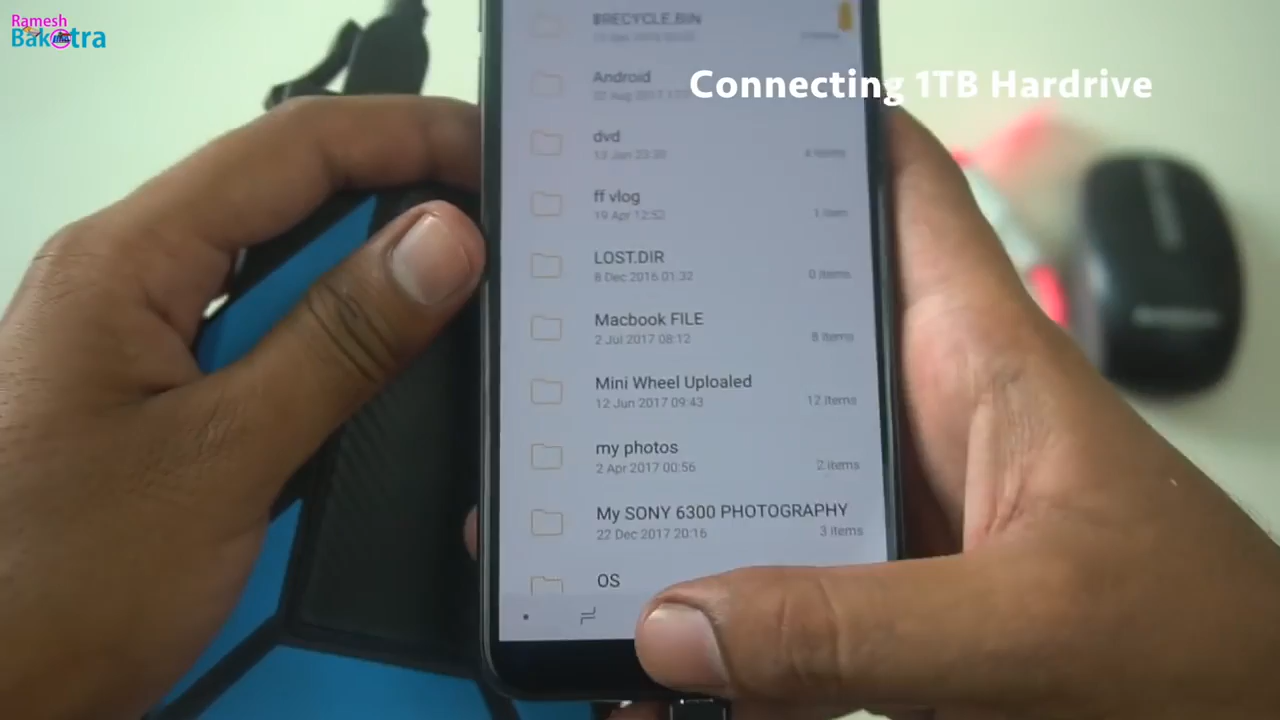 Ramesh
Bakotra
Connecting 1TB Hardrive
$RECYCLE.BIN
Android
dvd
13 Jan 23:30
4 items
ff vlog
19 Apr 12:52
1 item
LOST.DIR
8 Dec 2016 01:32
0 items
Macbook FILE
2 Jul 2017 08:12
8 items
Mini Wheel Uploaled
12 Jun 2017 09:43
12 items
my photos
2 Apr 2017 00:56
2 items
My SONY 6300 PHOTOGRAPHY
22 Dec 2017 20:16
3 items
OS